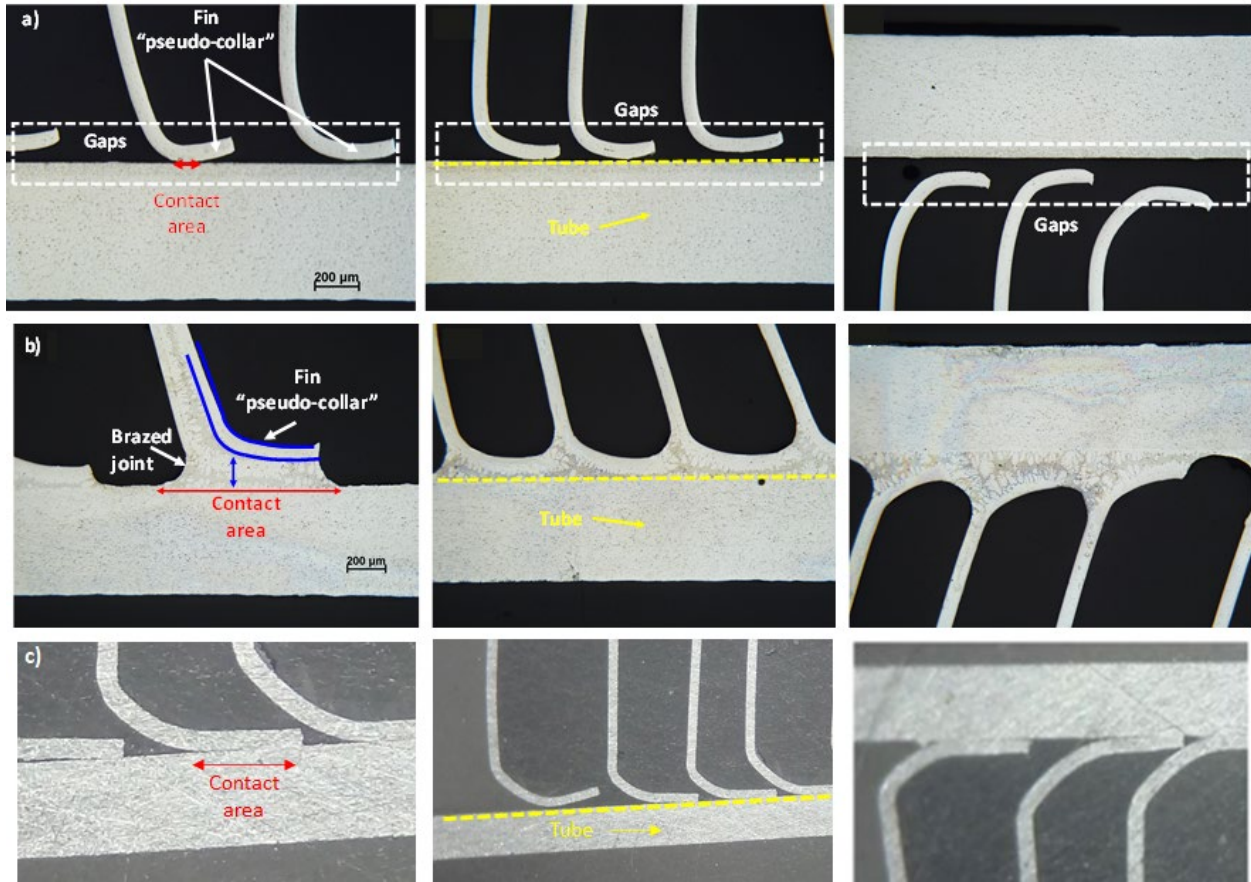 a)
Fin
“pseudo-collar”
Gaps
Contact
area
200 µm
Gaps
Tube
Gaps
b)
Fin
“pseudo-collar”
Brazed
joint
Contact
area
200 µm
Tube
c)
Contact
area
Tube